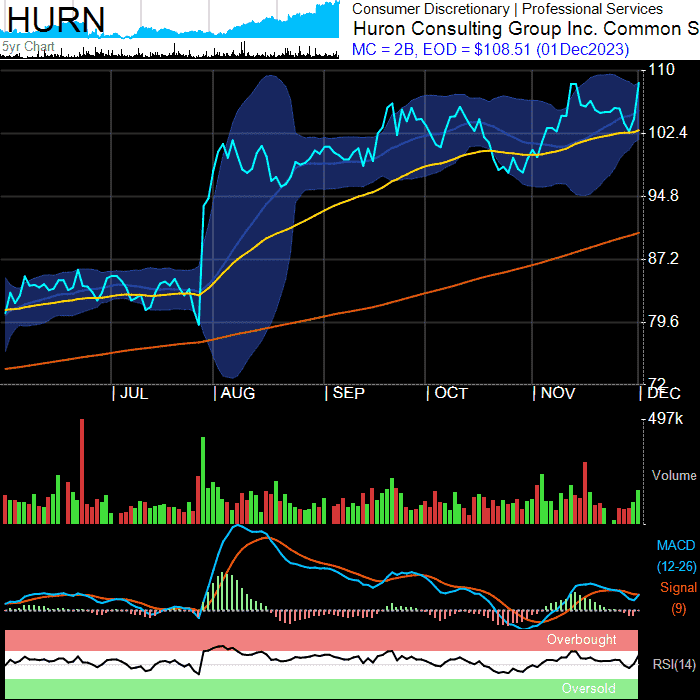 HURN
5yr Chart
Consumer Discretionary | Professional Services
Huron Consulting Group Inc. Common S
MC = 2B, EOD = $108.51 (01Dec2023)
110
102.4
94.8
87.2
79.6
72
JUL AUG SEP OCT NOV DEC
497k
Volume
MACD
(12-26)
Signal
(9)
Overbought
RSI(14)
Oversold